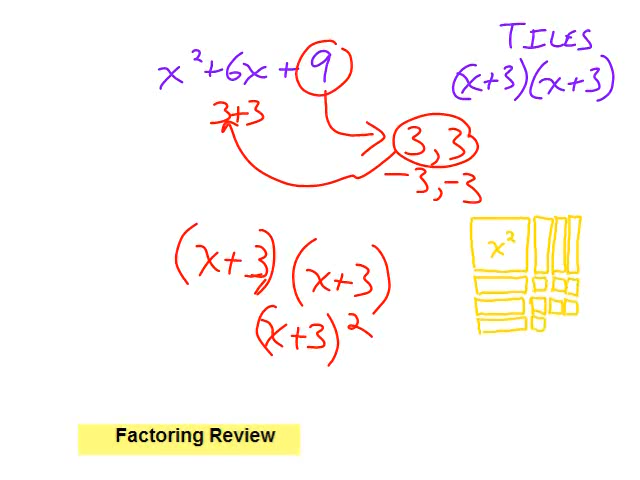 TILES
x²+6x+9
(x+3)(x+3)
3+3
3,3
-3,-3
(x+3)(x+3)
x²
(x+3)²
Factoring Review